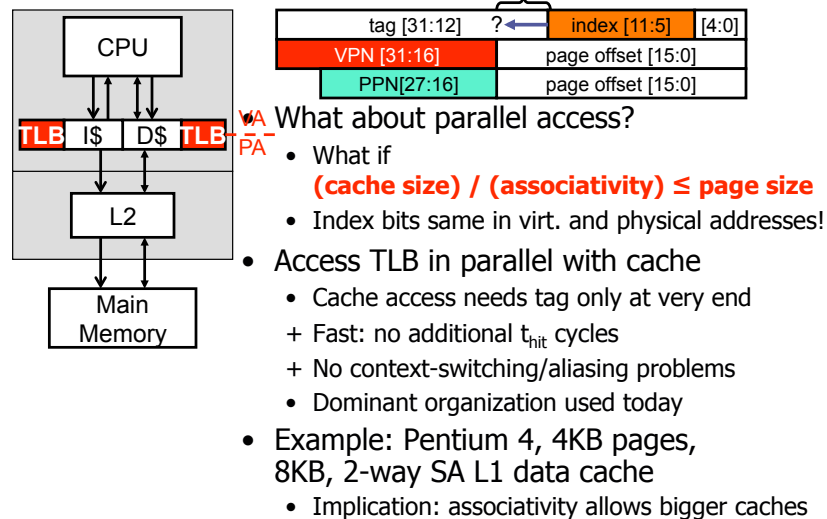 tag [31:12] ? index [11:5] [4:0]
VPN [31:16] page offset [15:0]
PPN[27:16] page offset [15:0]
CPU
TLB I$ D$ TLB
VA
PA
L2
Main
Memory
• What about parallel access?
• What if
(cache size) / (associativity) ≤ page size
• Index bits same in virt. and physical addresses!
• Access TLB in parallel with cache
• Cache access needs tag only at very end
+ Fast: no additional thit cycles
+ No context-switching/aliasing problems
• Dominant organization used today
• Example: Pentium 4, 4KB pages,
8KB, 2-way SA L1 data cache
• Implication: associativity allows bigger caches